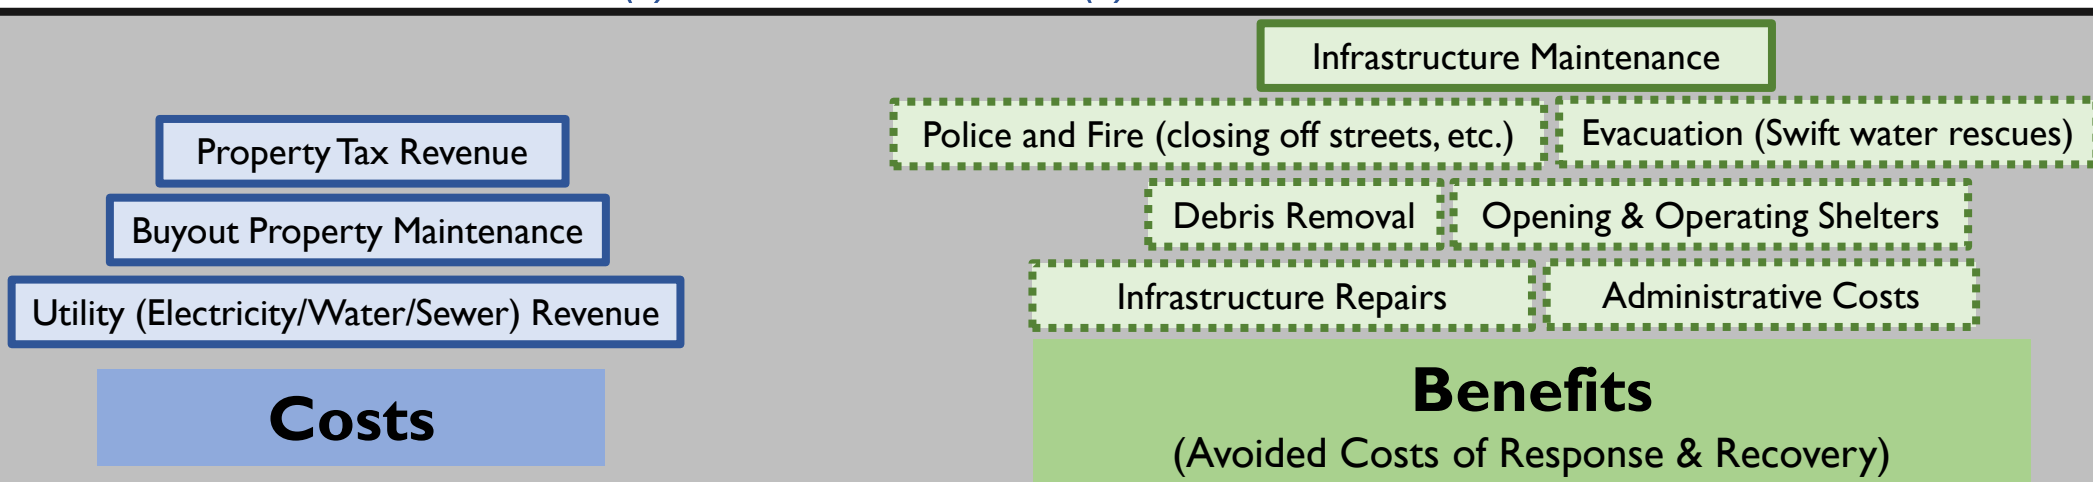 Infrastructure Maintenance
Police and Fire (closing off streets, etc.)
Evacuation (Swift water rescues)
Property Tax Revenue
Debris Removal
Opening & Operating Shelters
Buyout Property Maintenance
Infrastructure Repairs
Administrative Costs
Utility (Electricity/Water/Sewer) Revenue
Costs
Benefits
(Avoided Costs of Response & Recovery)